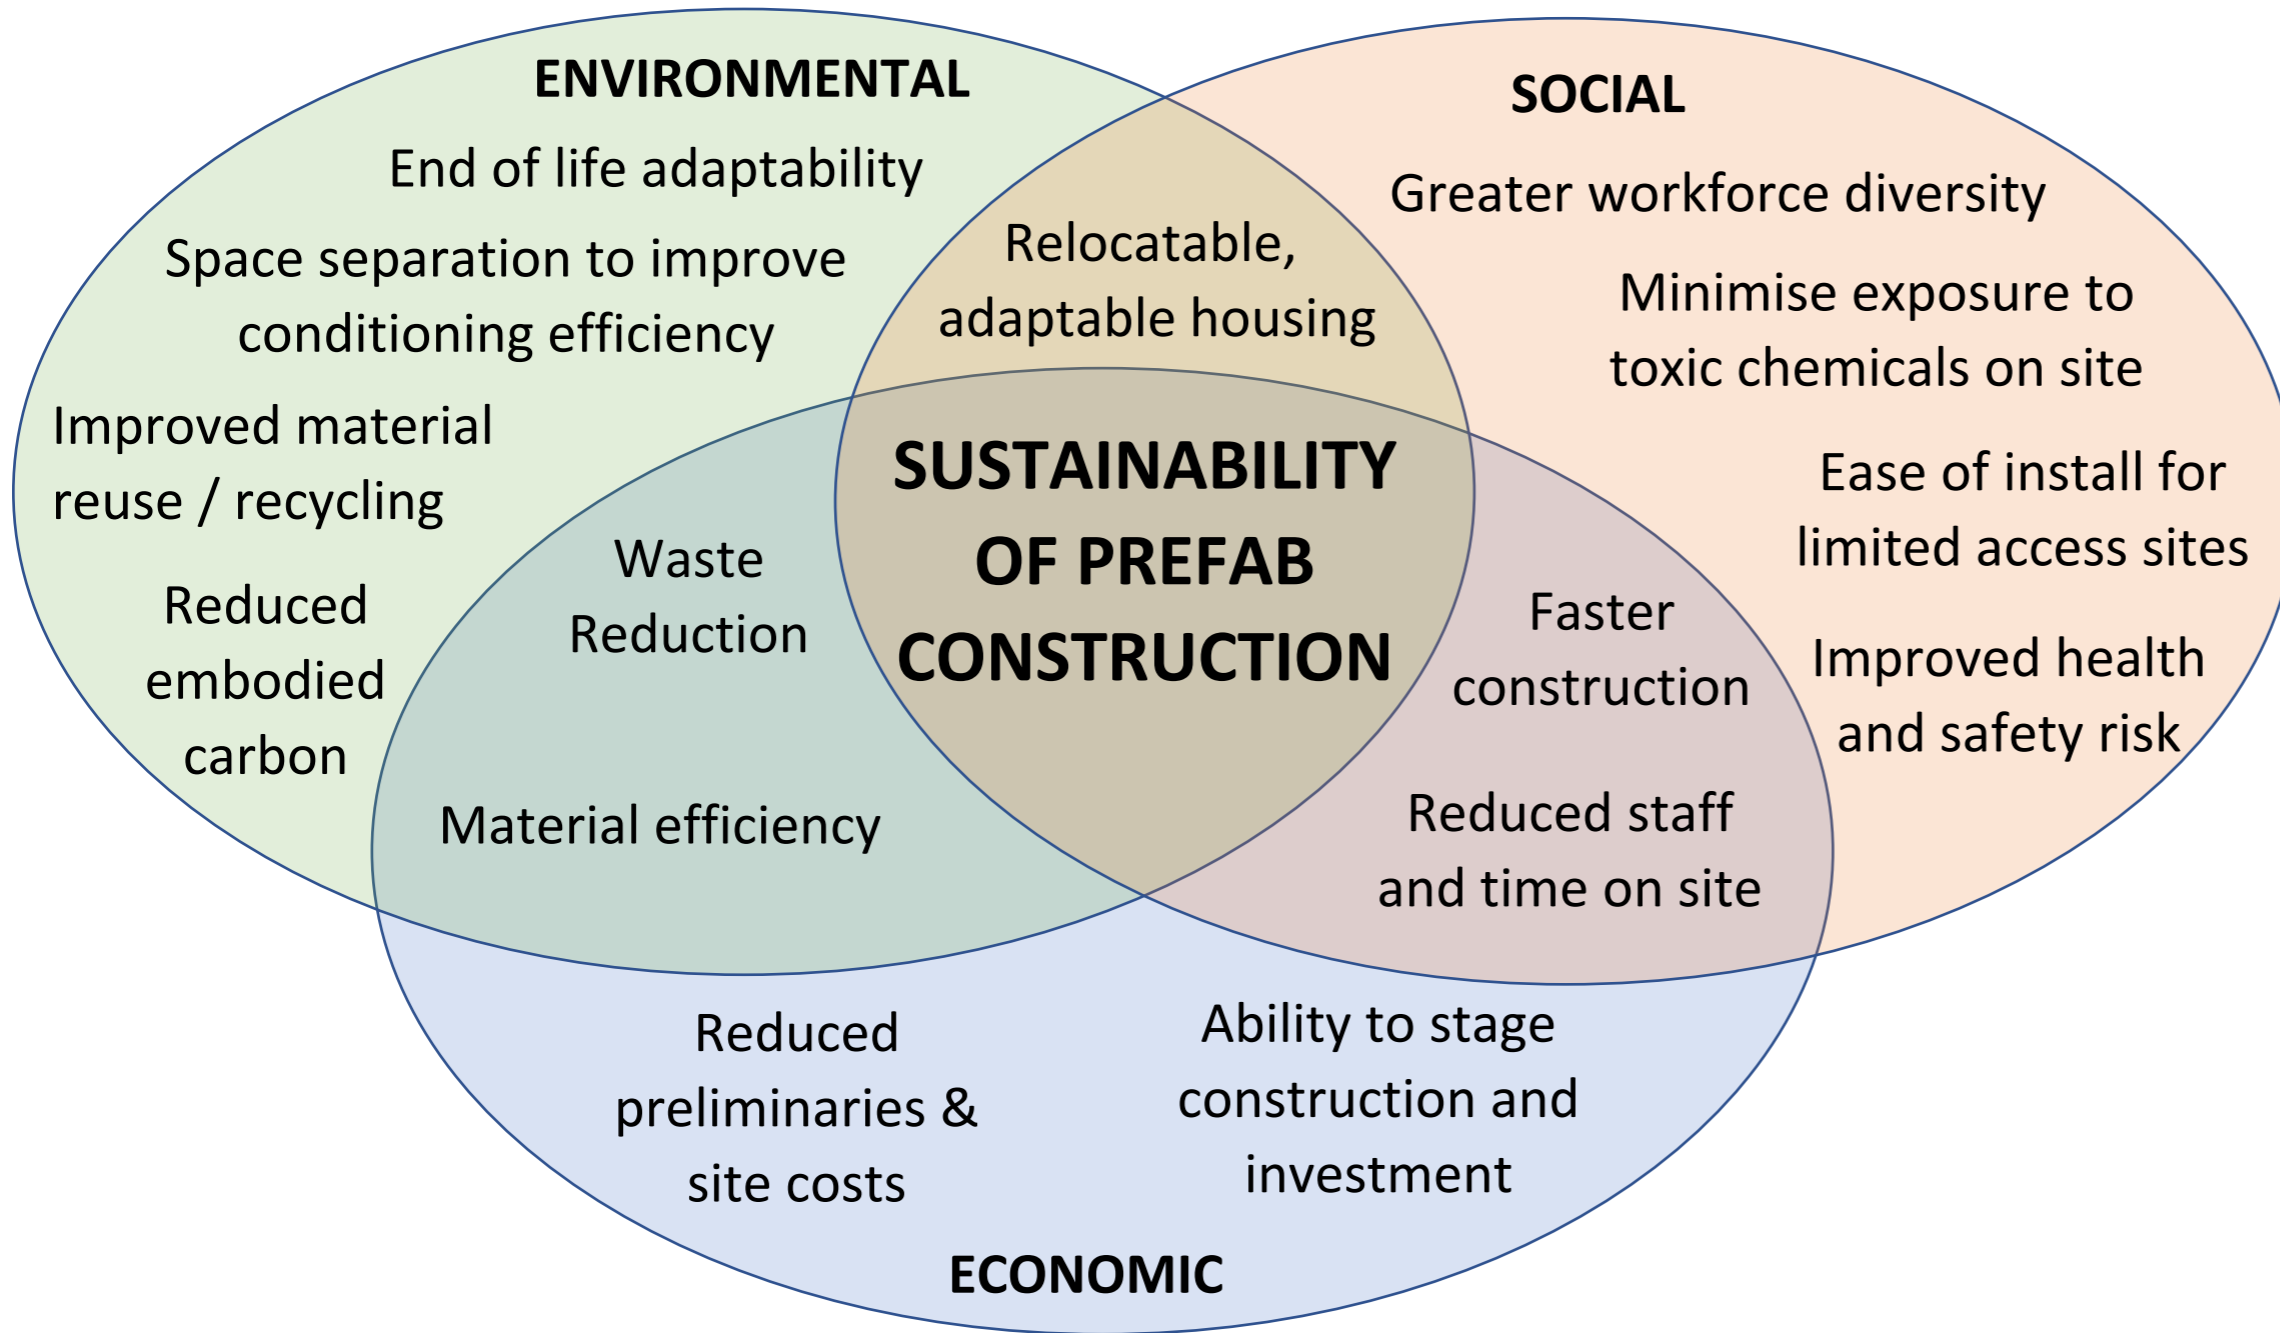 ENVIRONMENTAL
End of life adaptability
Space separation to improve
conditioning efficiency
Improved material
reuse / recycling
Reduced
embodied
carbon
Relocatable,
adaptable housing
SOCIAL
Greater workforce diversity
Minimise exposure to
toxic chemicals on site
Ease of install for
limited access sites
Improved health
and safety risk
SUSTAINABILITY
OF PREFAB
CONSTRUCTION
Waste
Reduction
Material efficiency
Faster
construction
Reduced staff
and time on site
Reduced
preliminaries &
site costs
Ability to stage
construction and
investment
ECONOMIC